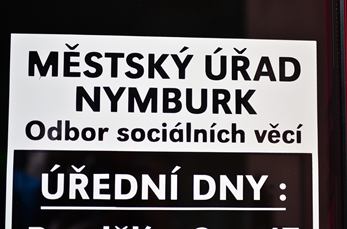 MĚSTSKÝ ÚŘAD
NYMBURK
Odbor sociálních věcí
ÚŘEDNÍ DNY :